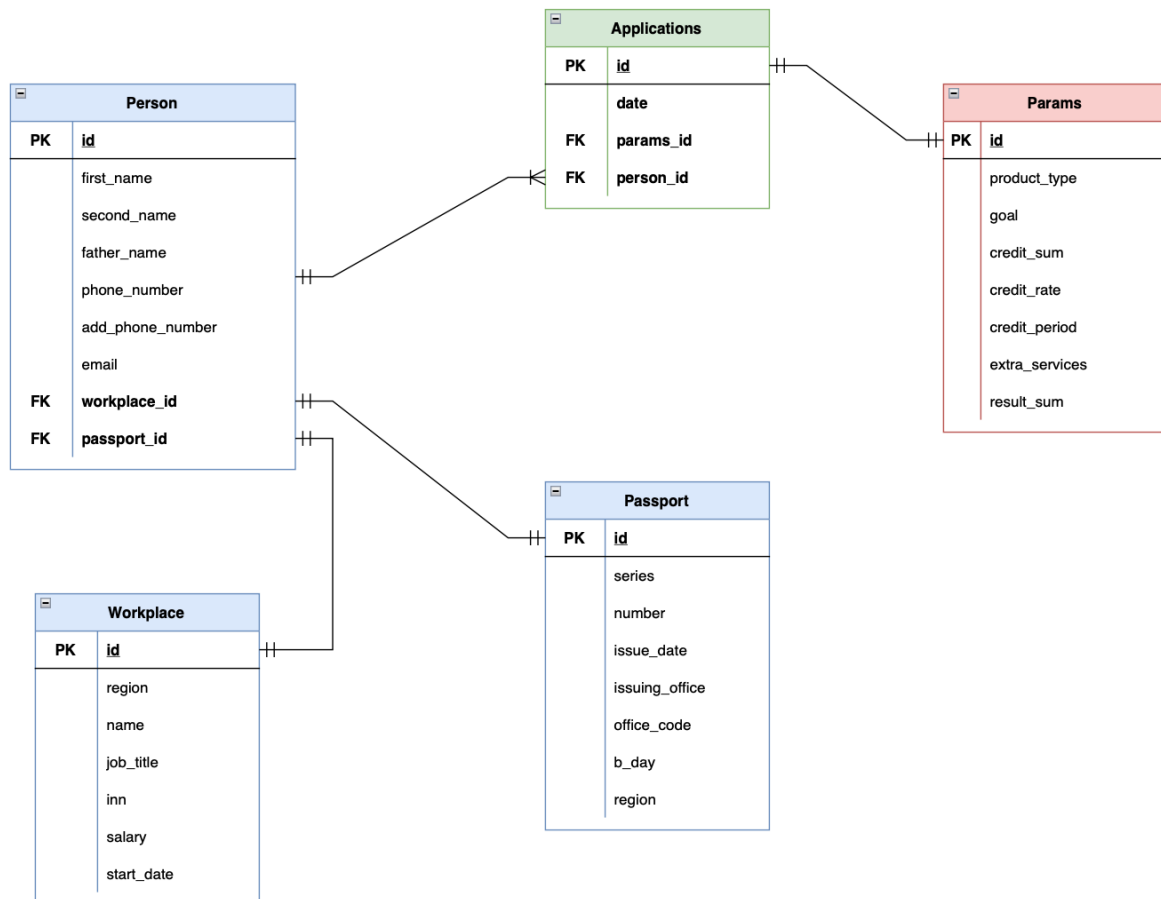 Applications
PK id
date
FK params_id
FK person_id
Person
PK id
first_name
second_name
father_name
phone_number
add_phone_number
email
FK workplace_id
FK passport_id
Params
PK id
product_type
goal
credit_sum
credit_rate
credit_period
extra_services
result_sum
Passport
PK id
series
number
issue_date
issuing_office
office_code
b_day
region
Workplace
PK id
region
name
job_title
inn
salary
start_date